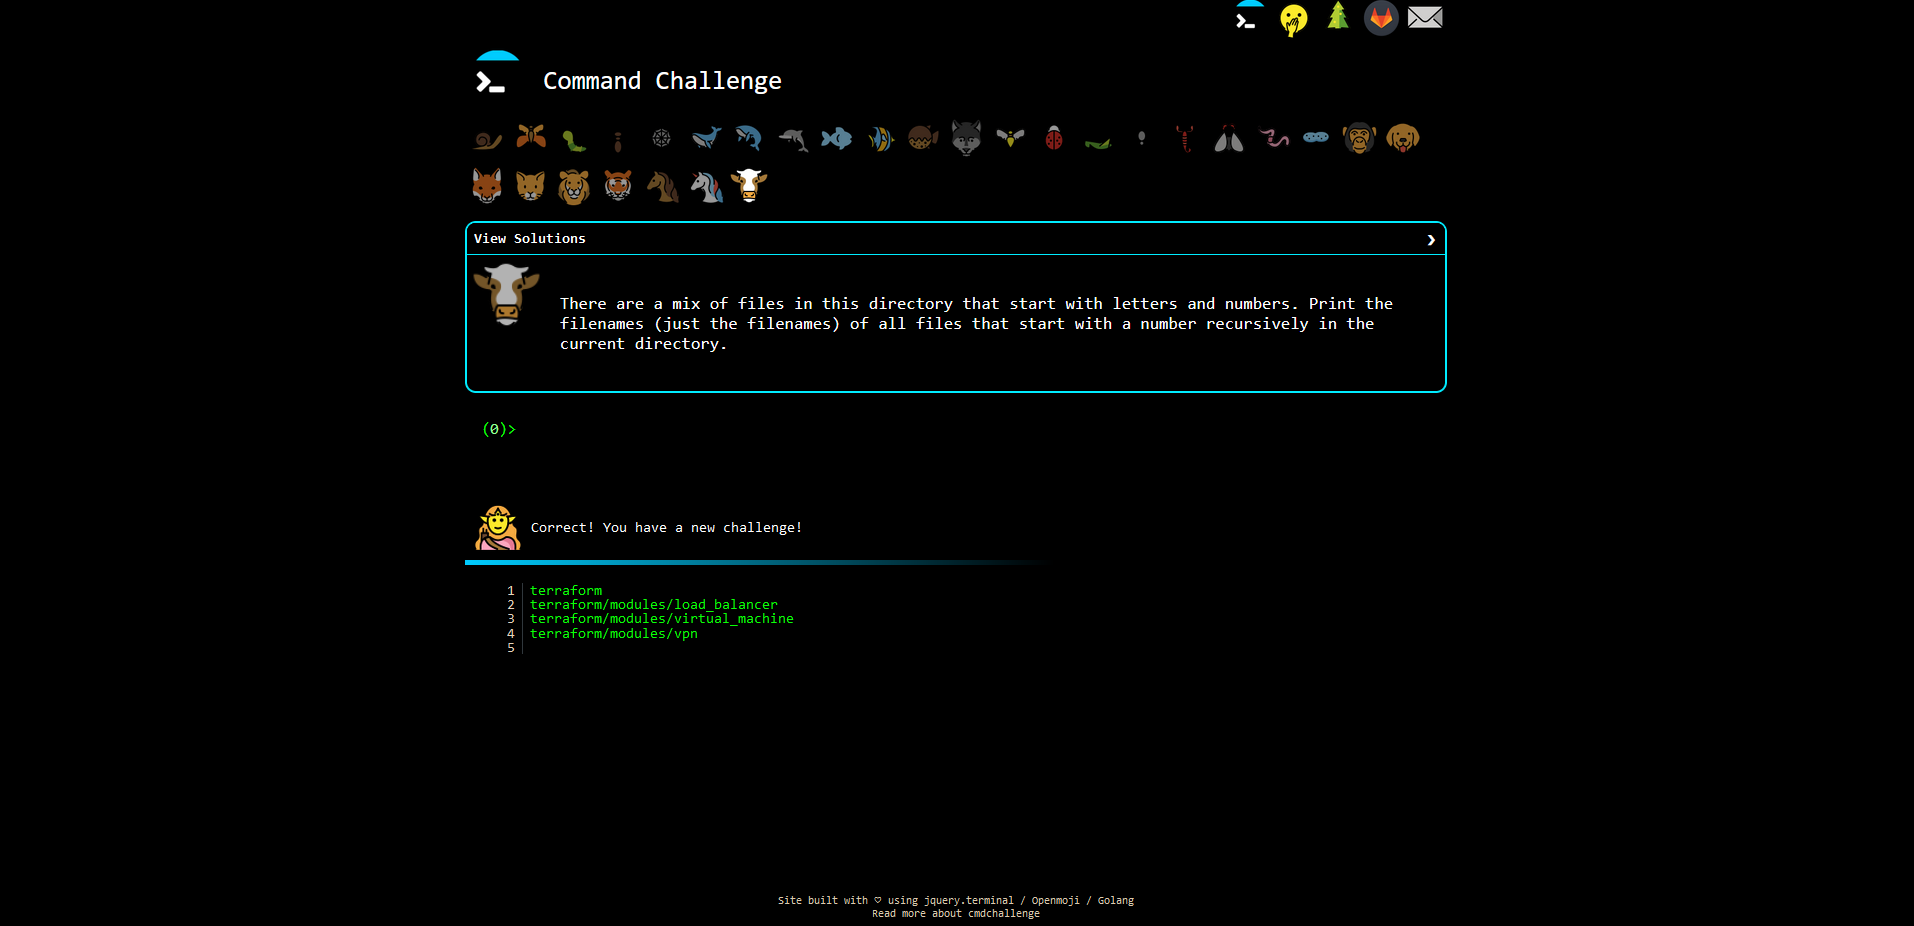 Command Challenge
View Solutions
There are a mix of files in this directory that start with letters and numbers. Print the
filenames (just the filenames) of all files that start with a number recursively in the
current directory.
(0)>
Correct! You have a new challenge!
1 terraform
2 terraform/modules/load_balancer
3 terraform/modules/virtual_machine
4 terraform/modules/vpn
5
Site built with ♡ using jquery.terminal / Openmoji / Golang
Read more about cmdchallenge